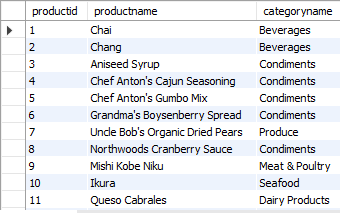 productid productname categoryname
1 Chai Beverages
2 Chang Beverages
3 Aniseed Syrup Condiments
4 Chef Anton's Cajun Seasoning Condiments
5 Chef Anton's Gumbo Mix Condiments
6 Grandma's Boysenberry Spread Condiments
7 Uncle Bob's Organic Dried Pears Produce
8 Northwoods Cranberry Sauce Condiments
9 Mishi Kobe Niku Meat & Poultry
10 Ikura Seafood
11 Queso Cabrales Dairy Products